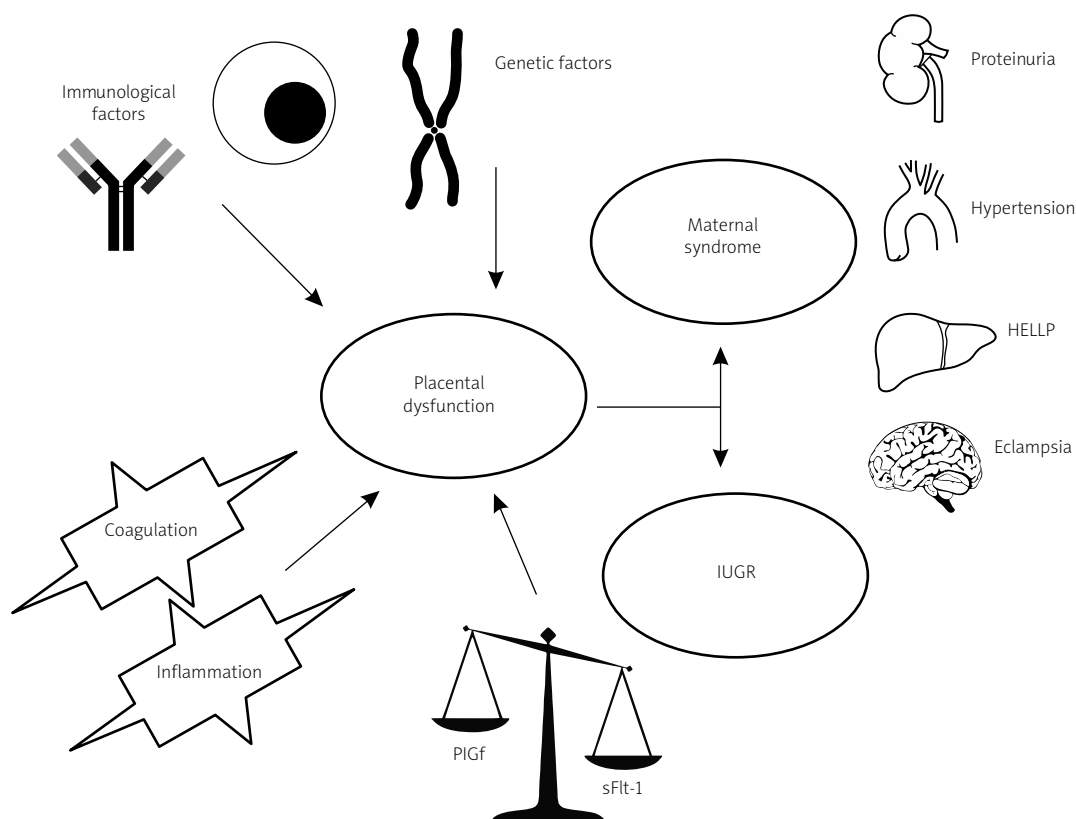 Immunological
factors
Genetic factors
Proteinuria
Maternal
syndrome
Hypertension
HELLP
Placental
dysfunction
Eclampsia
Coagulation
IUGR
Inflammation
PIGf
sFlt-1